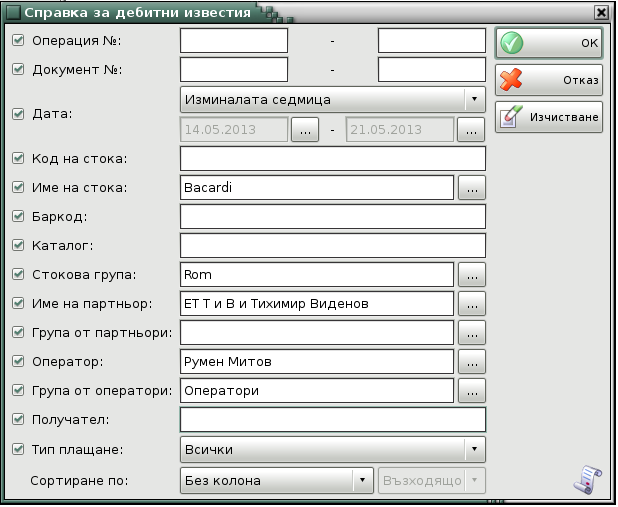 Справка за дебитни известия
Операция №: -
ОК
Документ №: -
Отказ
Дата: Изминалата седмица
Изчистване
14.05.2013 ... - 21.05.2013 ...
Код на стока:
Име на стока: Bacardi ...
Баркод:
Каталог:
Стокова група: Rom ...
Име на партньор: ЕТ Т и В и Тихимир Виденов ...
Група от партньори: ...
Оператор: Румен Митов ...
Група от оператори: Оператори ...
Получател:
Тип плащане: Всички
Сортиране по: Без колона Възходящо